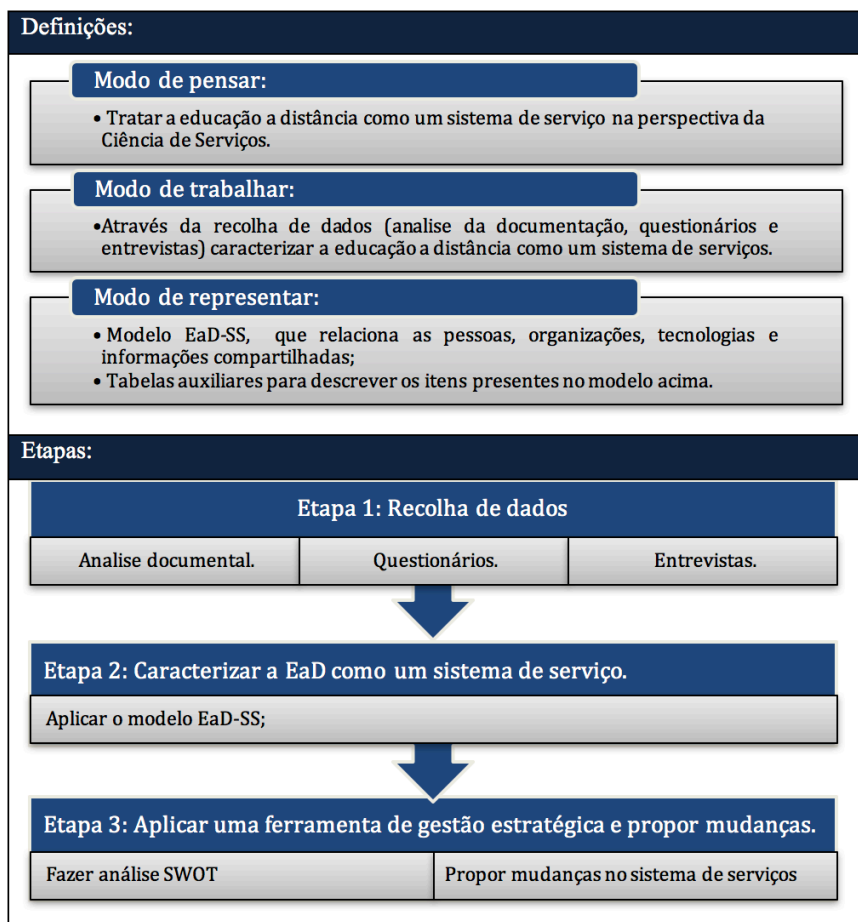 Definições:
Modo de pensar:
• Tratar a educação a distância como um sistema de serviço na perspectiva da
Ciência de Serviços.
Modo de trabalhar:
•Através da recolha de dados (analise da documentação, questionários e
entrevistas) caracterizar a educação a distância como um sistema de serviços.
Modo de representar:
• Modelo EaD-SS, que relaciona as pessoas, organizações, tecnologias e
informações compartilhadas;
• Tabelas auxiliares para descrever os itens presentes no modelo acima.
Etapas:
Etapa 1: Recolha de dados
Analise documental. Questionários. Entrevistas.
Etapa 2: Caracterizar a EaD como um sistema de serviço.
Aplicar o modelo EaD-SS;
Etapa 3: Aplicar uma ferramenta de gestão estratégica e propor mudanças.
Fazer análise SWOT Propor mudanças no sistema de serviços